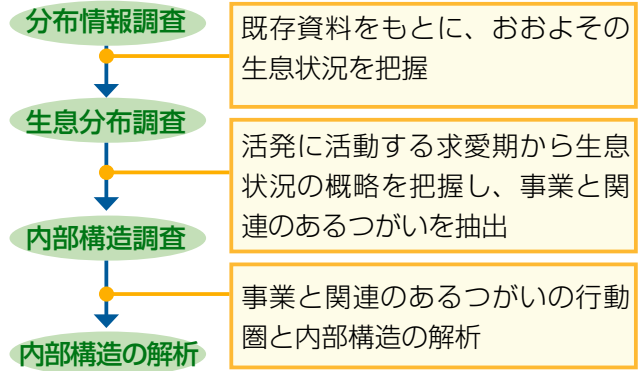 分布情報調査
既存資料をもとに、おおよその
生息状況を把握
生息分布調査
活発に活動する求愛期から生息
状況の概略を把握し、事業と関
連のあるつがいを抽出
内部構造調査
事業と関連のあるつがいの行動
圏と内部構造の解析
内部構造の解析